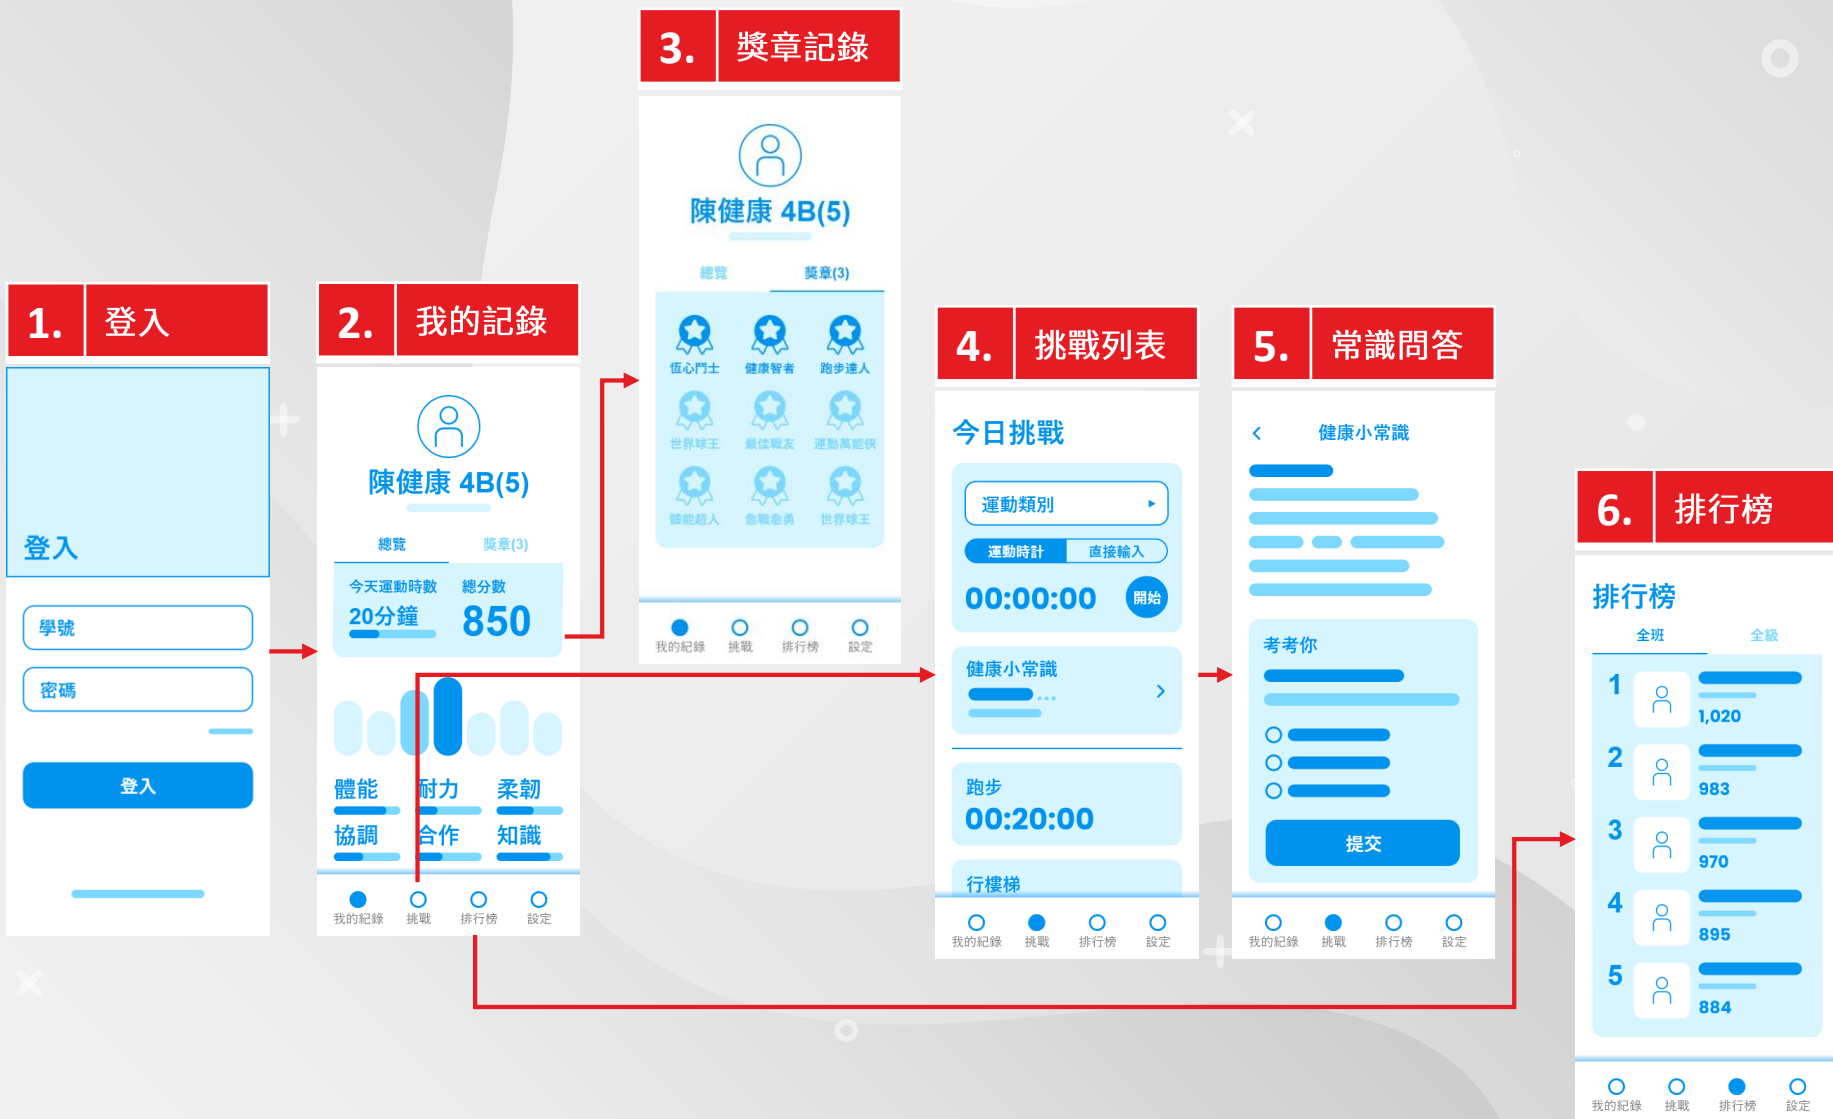 1. 登入
登入
學號
密碼
登入
2. 我的記錄
陳健康 4B(5)
總覽 獎章(3)
今天運動時數 總分數
20分鐘 850
體能 耐力 柔韌
協調 合作 知識
我的紀錄 挑戰 排行榜 設定
3. 獎章記錄
陳健康 4B(5)
總覽 獎章(3)
恆心鬥士 健康智者 跑步達人
世界球王 最佳戰友 運動萬能俠
體能超人 愈戰愈勇 世界球王
我的紀錄 挑戰 排行榜 設定
4. 挑戰列表
今日挑戰
運動類別
運動時計 直接輸入
00:00:00 開始
健康小常識
跑步
00:20:00
行樓梯
我的紀錄 挑戰 排行榜 設定
5. 常識問答
健康小常識
考考你
提交
我的紀錄 挑戰 排行榜 設定
6. 排行榜
排行榜
全班 全級
1 1,020
2 983
3 970
4 895
5 884
我的紀錄 挑戰 排行榜 設定